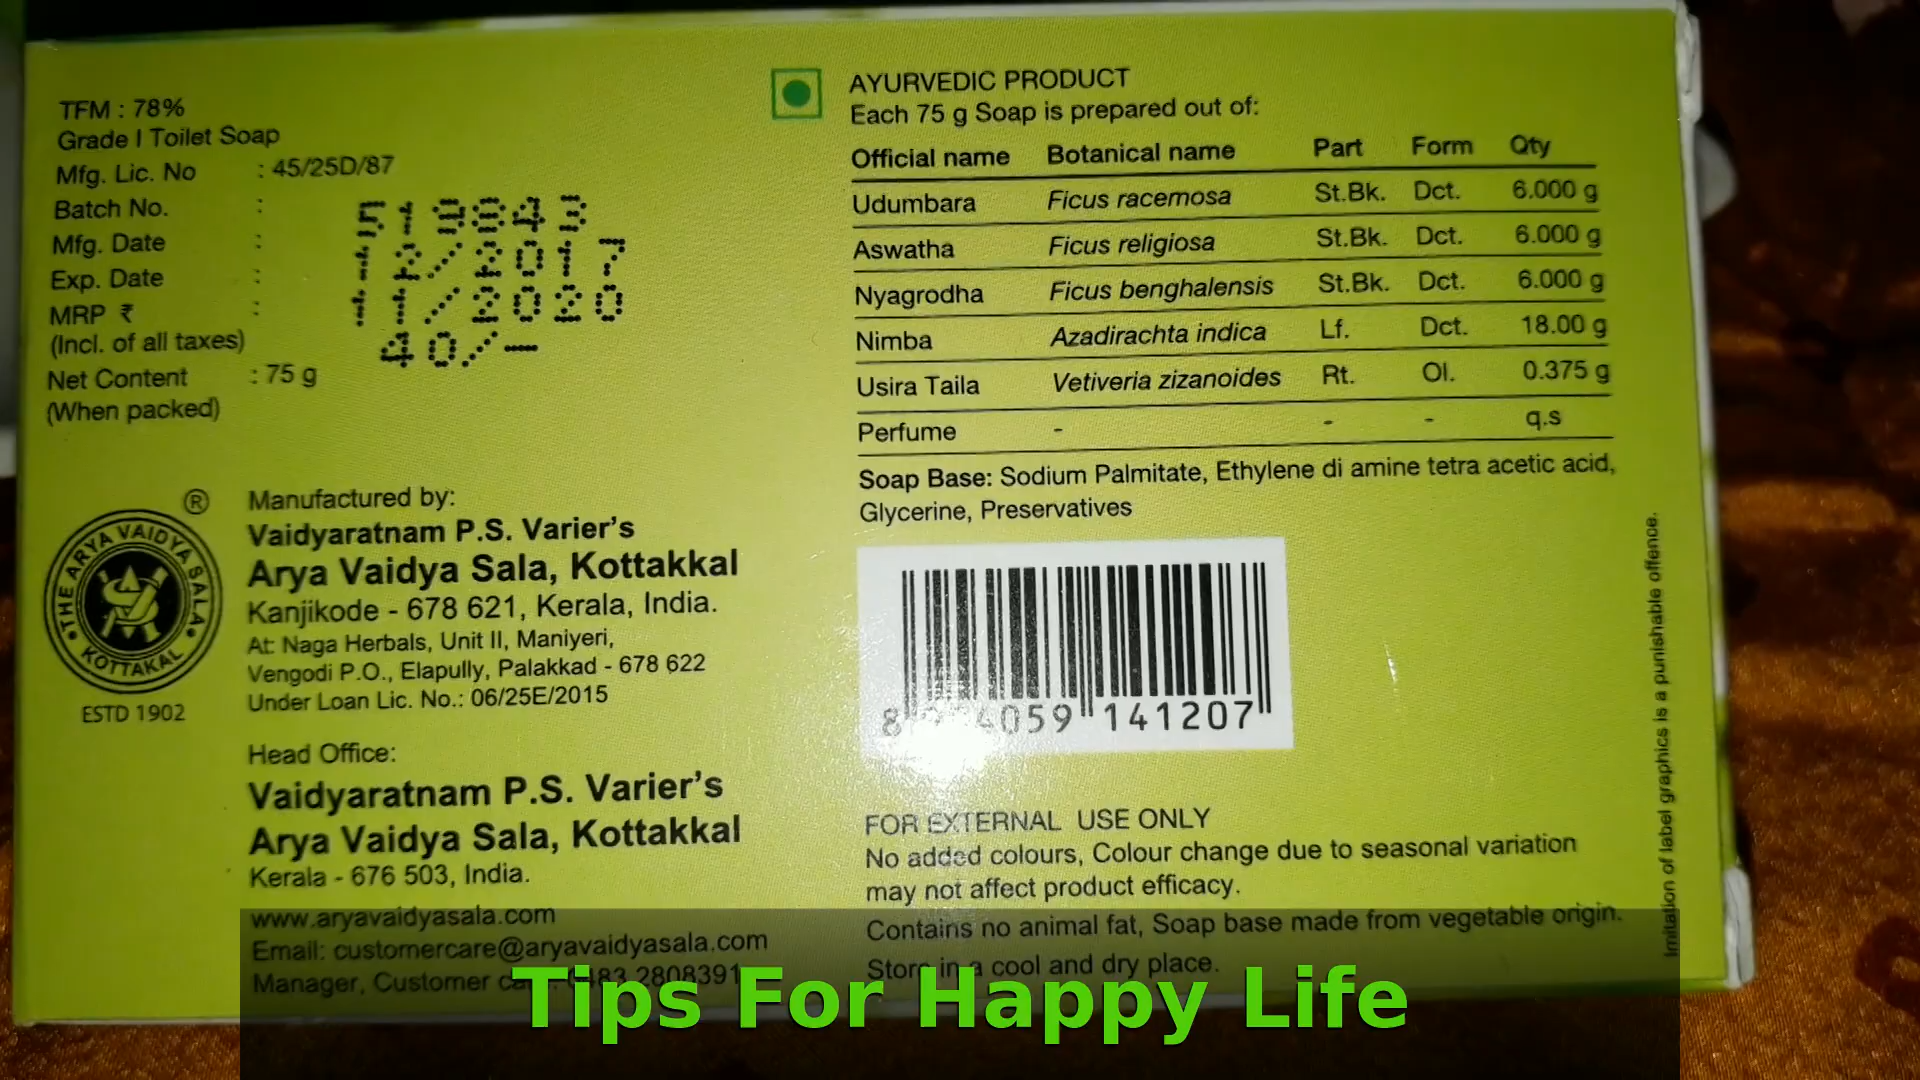 TFM : 78%
Grade I Toilet Soap
Mfg. Lic. No : 45/25D/87
Batch No. : 519843
Mfg. Date : 12/2017
Exp. Date : 11/2020
MRP ₹ : 40/-
(Incl. of all taxes)
Net Content : 75 g
(When packed)
®
THE ARYA VAIDYA SALA
KOTTAKAL
ESTD 1902
Manufactured by:
Vaidyaratnam P.S. Varier's
Arya Vaidya Sala, Kottakkal
Kanjikode - 678 621, Kerala, India.
At: Naga Herbals, Unit II, Maniyeri,
Vengodi P.O., Elapully, Palakkad - 678 622
Under Loan Lic. No.: 06/25E/2015
Head Office:
Vaidyaratnam P.S. Varier's
Arya Vaidya Sala, Kottakkal
Kerala - 676 503, India.
www.aryavaidyasala.com
Email: customercare@aryavaidyasala.com
Manager, Customer 2808391
AYURVEDIC PRODUCT
Each 75 g Soap is prepared out of:
Official name Botanical name Part Form Qty
Udumbara Ficus racemosa St.Bk. Dct. 6.000 g
Aswatha Ficus religiosa St.Bk. Dct. 6.000 g
Nyagrodha Ficus benghalensis St.Bk. Dct. 6.000 g
Nimba Azadirachta indica Lf. Dct. 18.00 g
Usira Taila Vetiveria zizanoides Rt. Ol. 0.375 g
Perfume - - - q.s
Soap Base: Sodium Palmitate, Ethylene di amine tetra acetic acid,
Glycerine, Preservatives
141207
FOR EXTERNAL USE ONLY
No added colours, Colour change due to seasonal variation
may not affect product efficacy.
Contains no animal fat, Soap base made from vegetable origin.
Store in a cool and dry place.
Imitation of label graphics is a punishable offence.
Tips For Happy Life